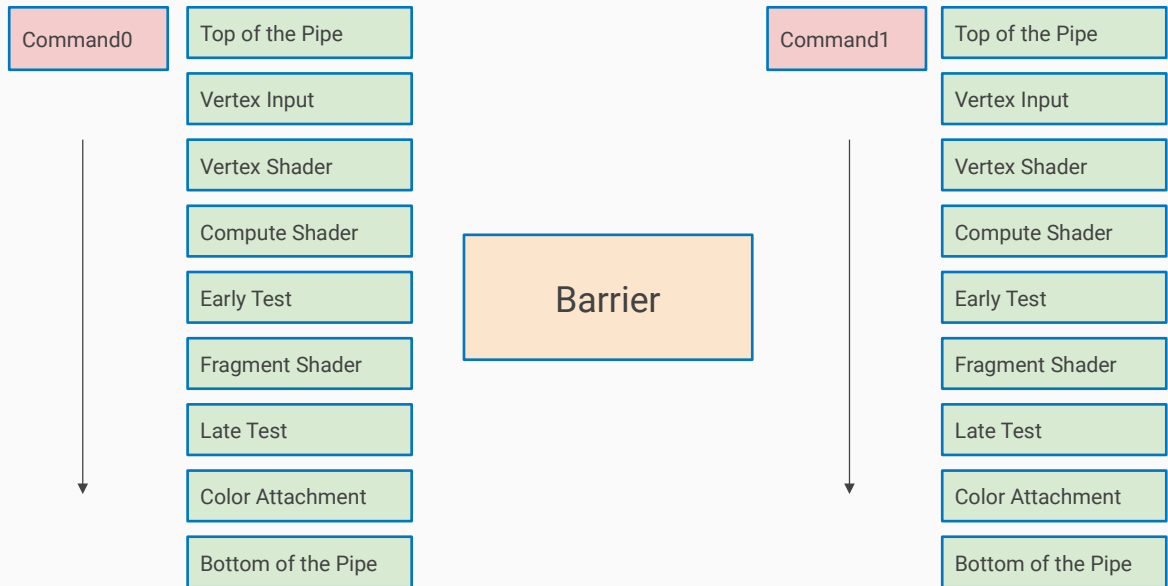 Command0
Top of the Pipe
Vertex Input
Vertex Shader
Compute Shader
Early Test
Fragment Shader
Late Test
Color Attachment
Bottom of the Pipe
Barrier
Command1
Top of the Pipe
Vertex Input
Vertex Shader
Compute Shader
Early Test
Fragment Shader
Late Test
Color Attachment
Bottom of the Pipe